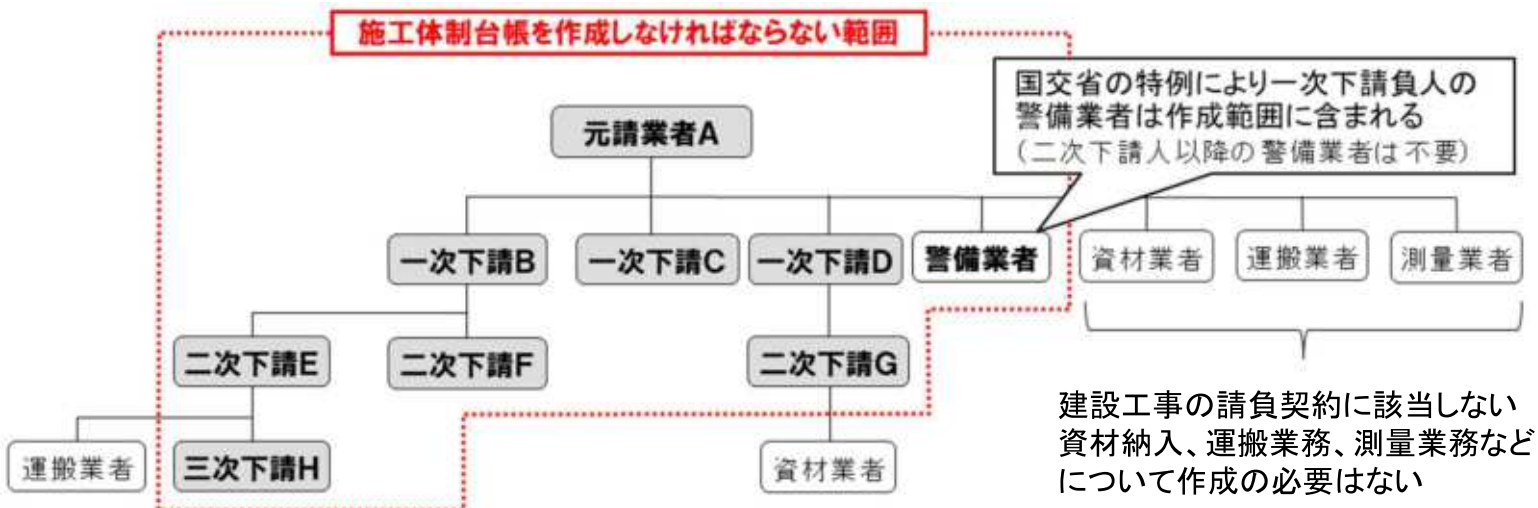 施工体制台帳を作成しなければならない範囲
国交省の特例により一次下請負人の
警備業者は作成範囲に含まれる
（二次下請人以降の警備業者は不要）
元請業者A
一次下請B
一次下請C
一次下請D
警備業者
資材業者
運搬業者
測量業者
二次下請E
二次下請F
二次下請G
運搬業者
三次下請H
資材業者
建設工事の請負契約に該当しない
資材納入、運搬業務、測量業務など
について作成の必要はない